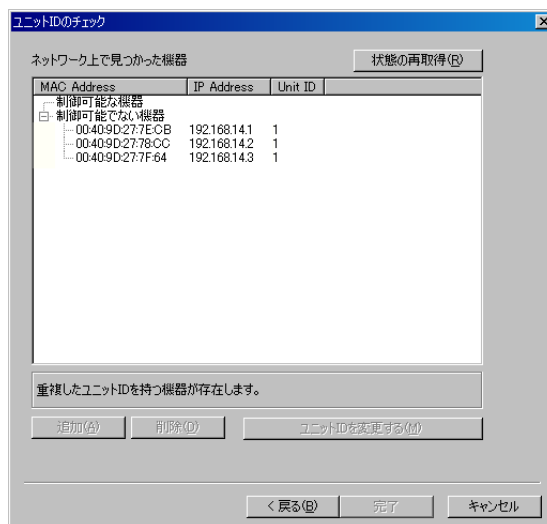 ユニットIDのチェック
ネットワーク上で見つかった機器
状態の再取得(R)
MAC Address IP Address Unit ID
制御可能な機器
制御可能でない機器
00:40:9D:27:7E:CB 192.168.14.1 1
00:40:9D:27:78:CC 192.168.14.2 1
00:40:9D:27:7F:64 192.168.14.3 1
重複したユニットIDを持つ機器が存在します。
追加(A) 削除(D) ユニットIDを変更する(M)
< 戻る(B) 完了 キャンセル